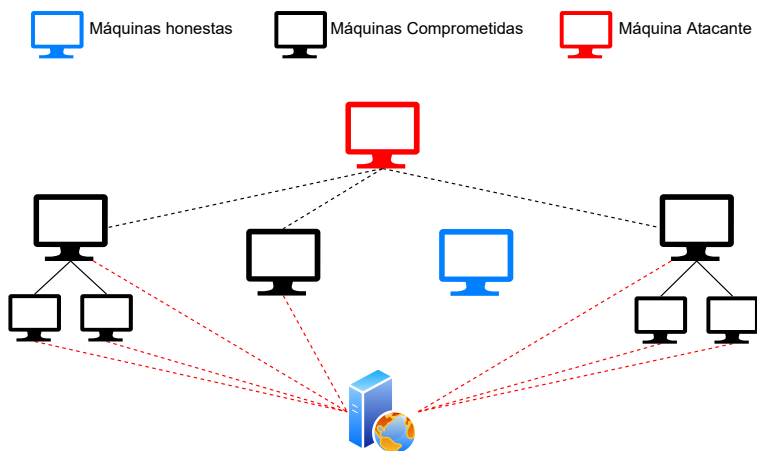 Máquinas honestas
Máquinas Comprometidas
Máquina Atacante